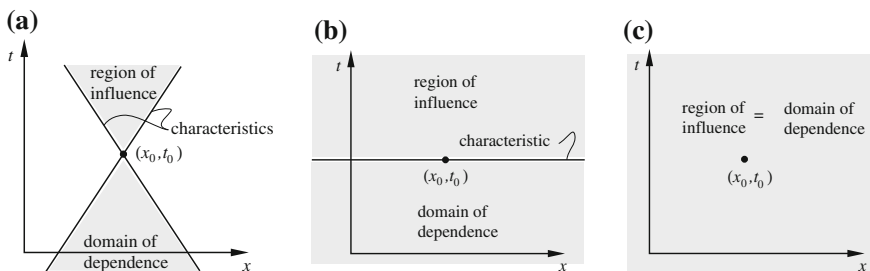 (a)
t
region of
influence
characteristics
(x0,t0)
domain of
dependence
x
(b)
t
region of
influence
characteristic
(x0,t0)
domain of
dependence
x
(c)
t
region of = domain of
influence dependence
(x0,t0)
x